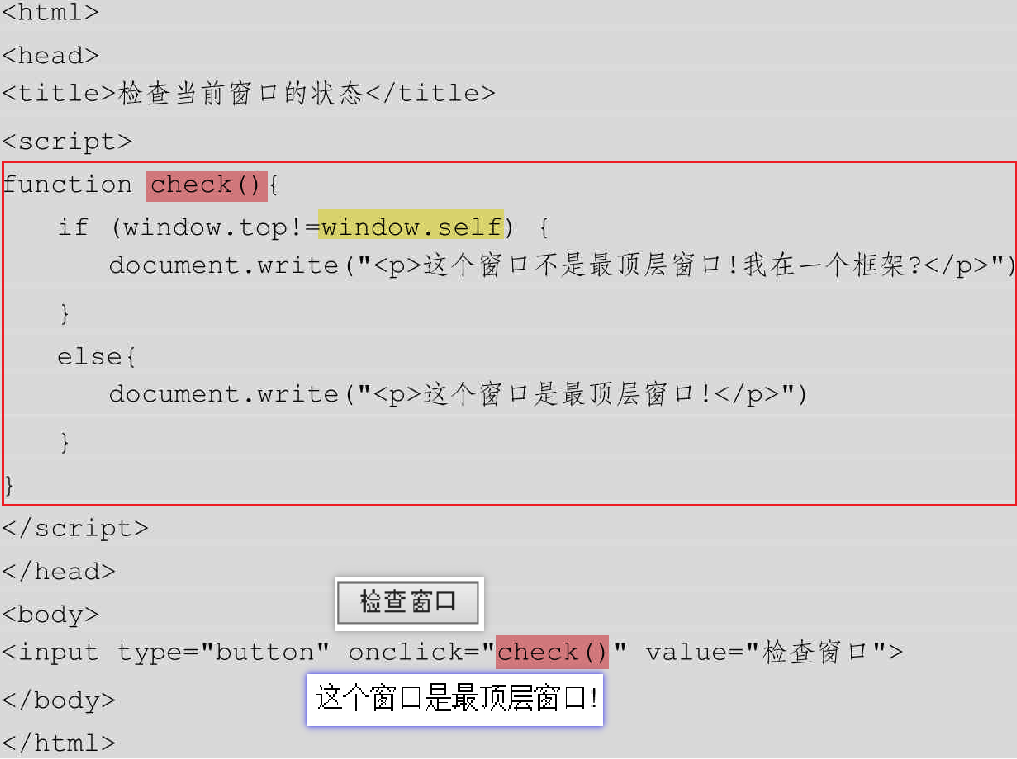 <html>
<head>
<title>检查当前窗口的状态</title>
<script>
function check(){
if (window.top!=window.self) {
document.write("<p>这个窗口不是最顶层窗口!我在一个框架?</p>")
}
else{
document.write("<p>这个窗口是最顶层窗口!</p>")
}
}
</script>
</head>
检查窗口
<body>
<input type="button" onclick="check()" value="检查窗口">
这个窗口是最顶层窗口!
</body>
</html>